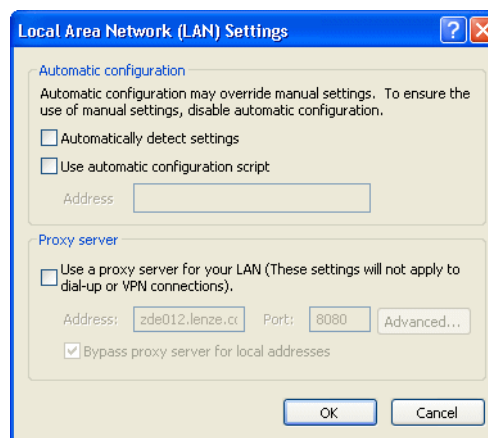 Local Area Network (LAN) Settings
Automatic configuration
Automatic configuration may override manual settings. To ensure the
use of manual settings, disable automatic configuration.
Automatically detect settings
Use automatic configuration script
Address
Proxy server
Use a proxy server for your LAN (These settings will not apply to
dial-up or VPN connections).
Address: zde012.lenze.cc Port: 8080 Advanced...
Bypass proxy server for local addresses
OK Cancel